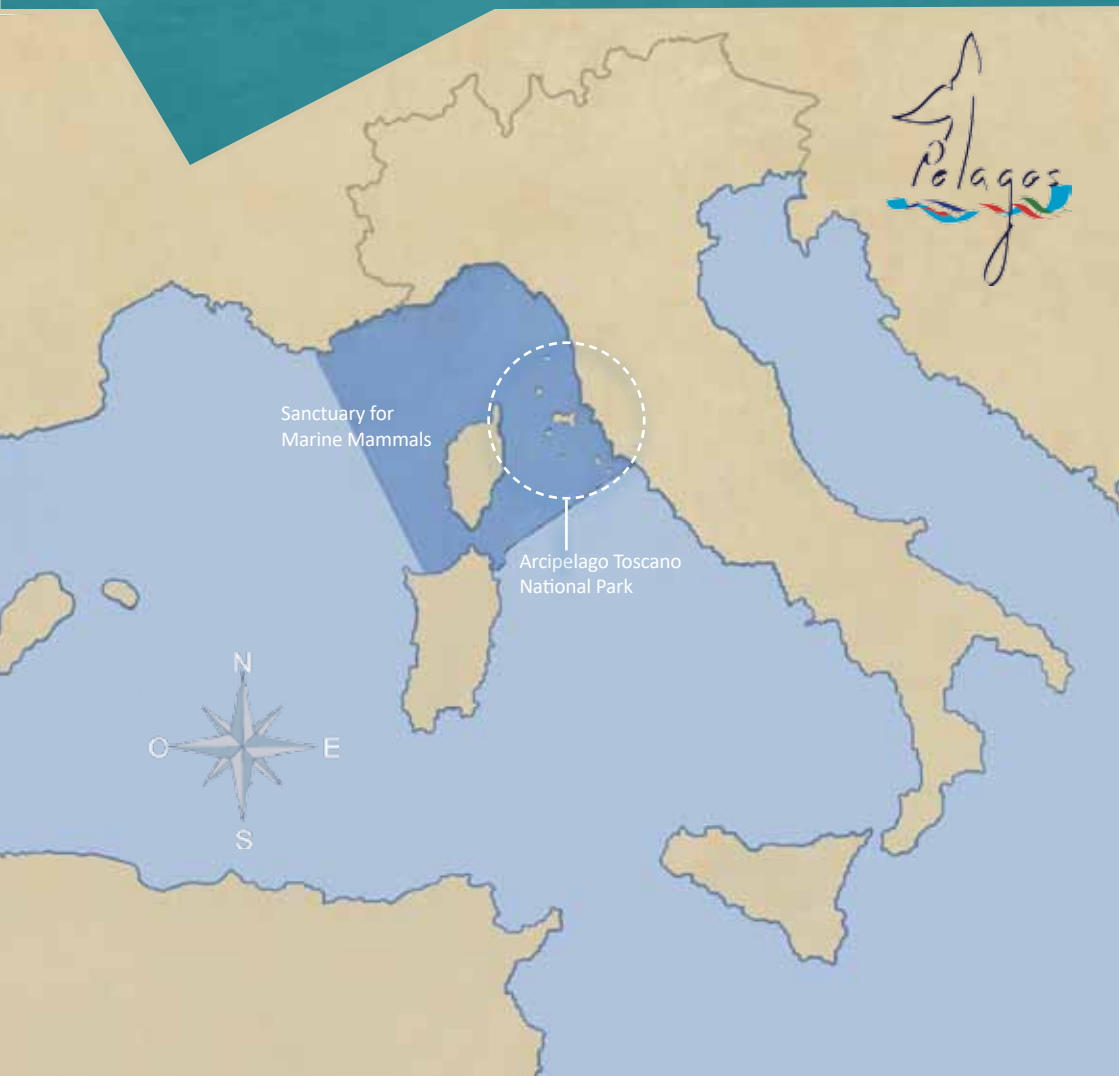 Pelagos
Sanctuary for
Marine Mammals
Arcipelago Toscano
National Park
N
O
E
S